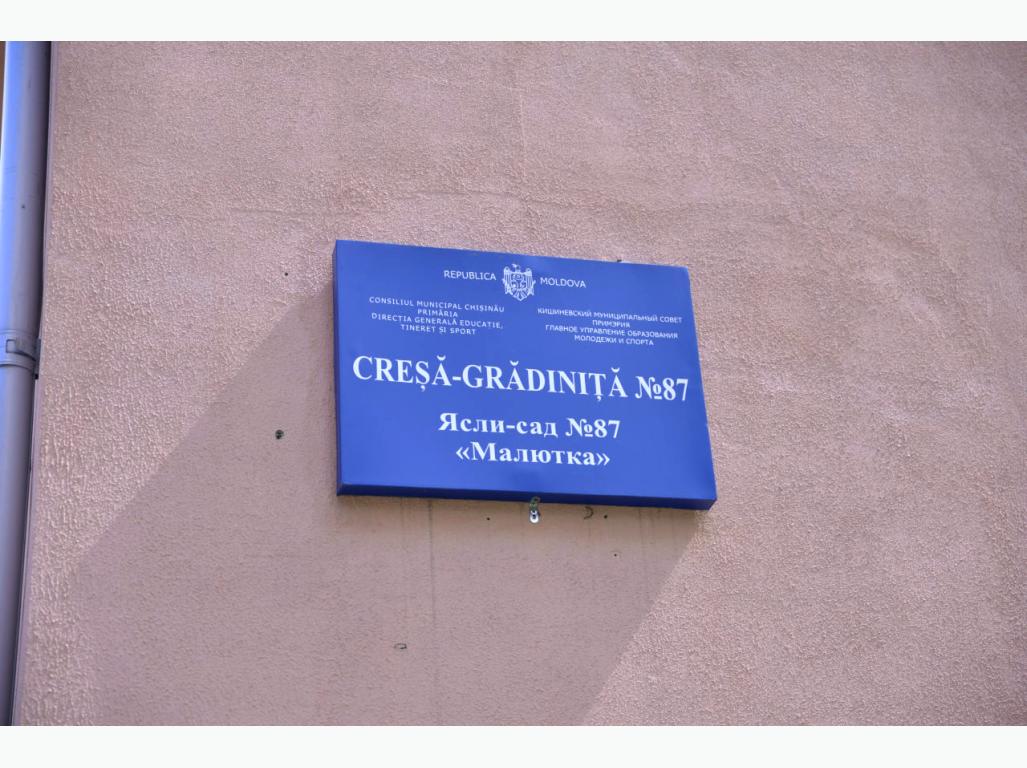 REPUBLICA MOLDOVA
CONSILIUL MUNICIPAL CHIȘINĂU
PRIMĂRIA
DIRECȚIA GENERALĂ EDUCAȚIE,
TINERET ȘI SPORT
КИШИНЕВСКИЙ МУНИЦИПАЛЬНЫЙ СОВЕТ
ПРИМЭРИЯ
ГЛАВНОЕ УПРАВЛЕНИЕ ОБРАЗОВАНИЯ
МОЛОДЕЖИ И СПОРТА
CREȘĂ-GRĂDINIȚĂ №87
Ясли-сад №87
«Малютка»